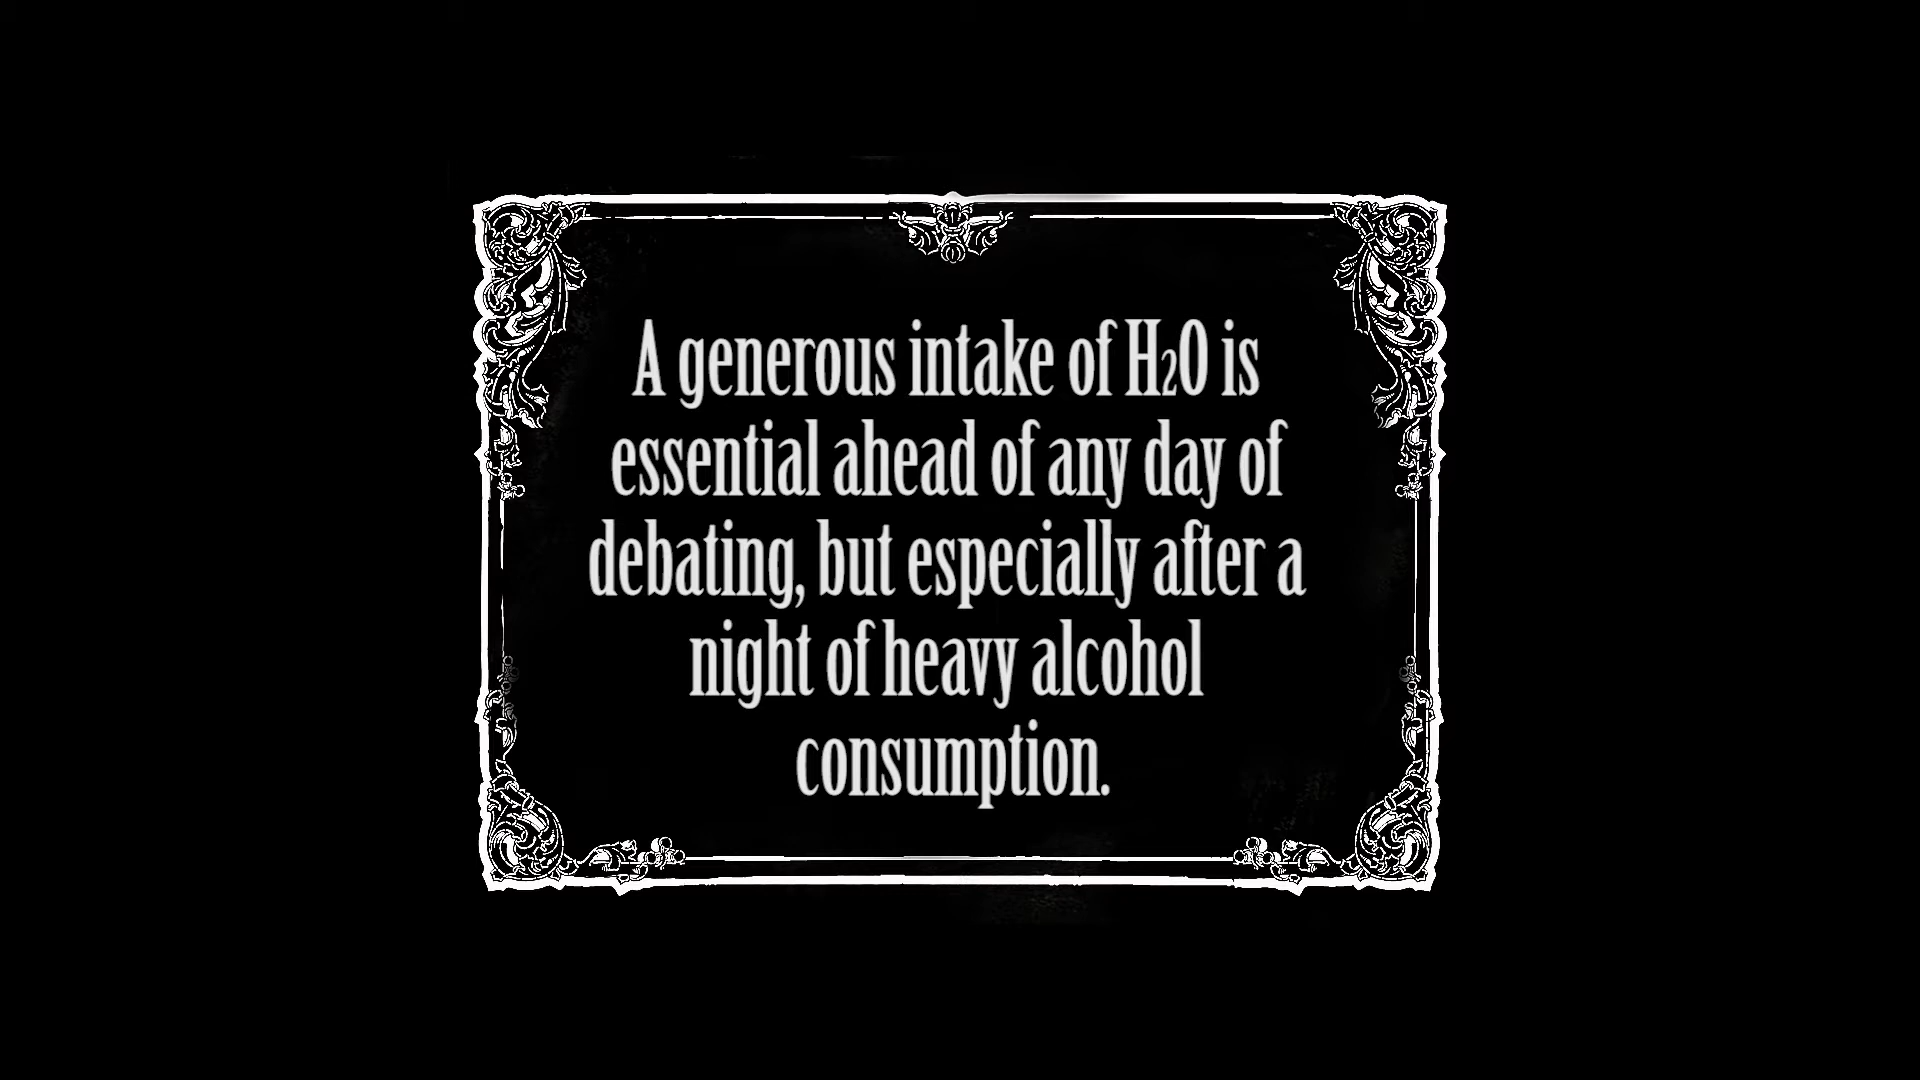 A generous intake of H2O is
essential ahead of any day of
debating, but especially after a
night of heavy alcohol
consumption.